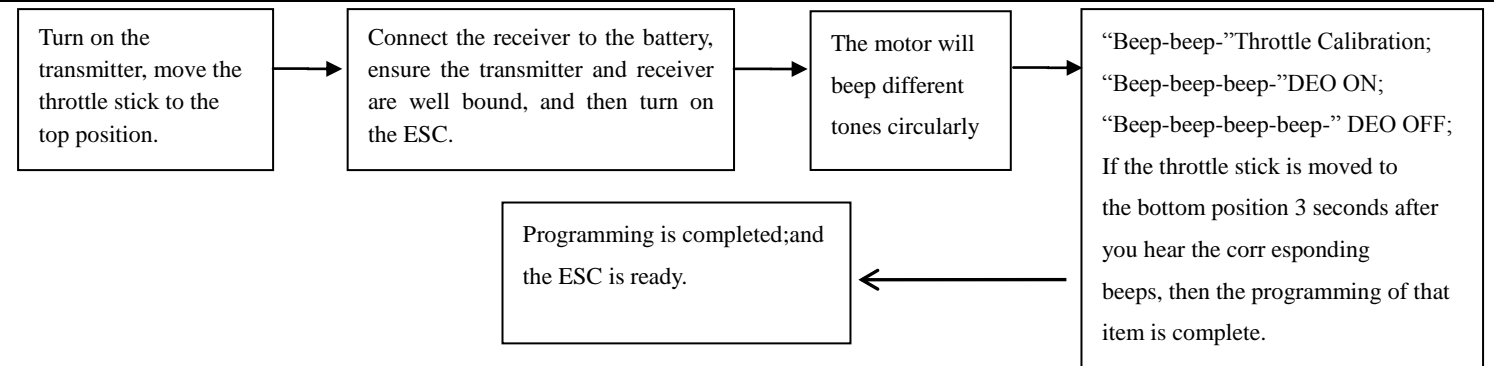 Turn on the
transmitter, move the
throttle stick to the
top position.
Connect the receiver to the battery,
ensure the transmitter and receiver
are well bound, and then turn on
the ESC.
The motor will
beep different
tones circularly
“Beep-beep-”Throttle Calibration;
“Beep-beep-beep-”DEO ON;
“Beep-beep-beep-beep-” DEO OFF;
If the throttle stick is moved to
the bottom position 3 seconds after
you hear the corr esponding
beeps, then the programming of that
item is complete.
Programming is completed;and
the ESC is ready.